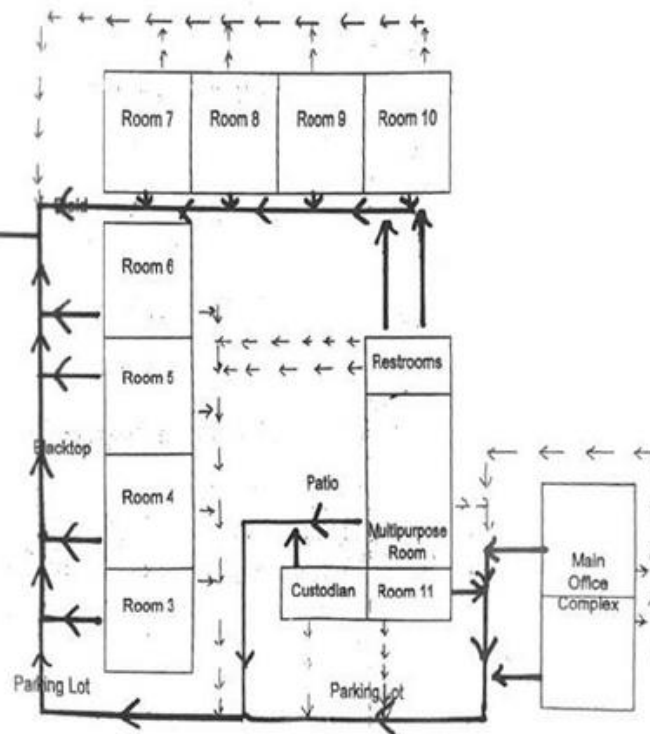 Room 7
Room 8
Room 9
Room 10
Field
Room 6
Room 5
Restrooms
Blacktop
Room 4
Patio
Multipurpose
Room
Main
Office
Complex
Room 3
Custodian
Room 11
Parking Lot
Parking Lot